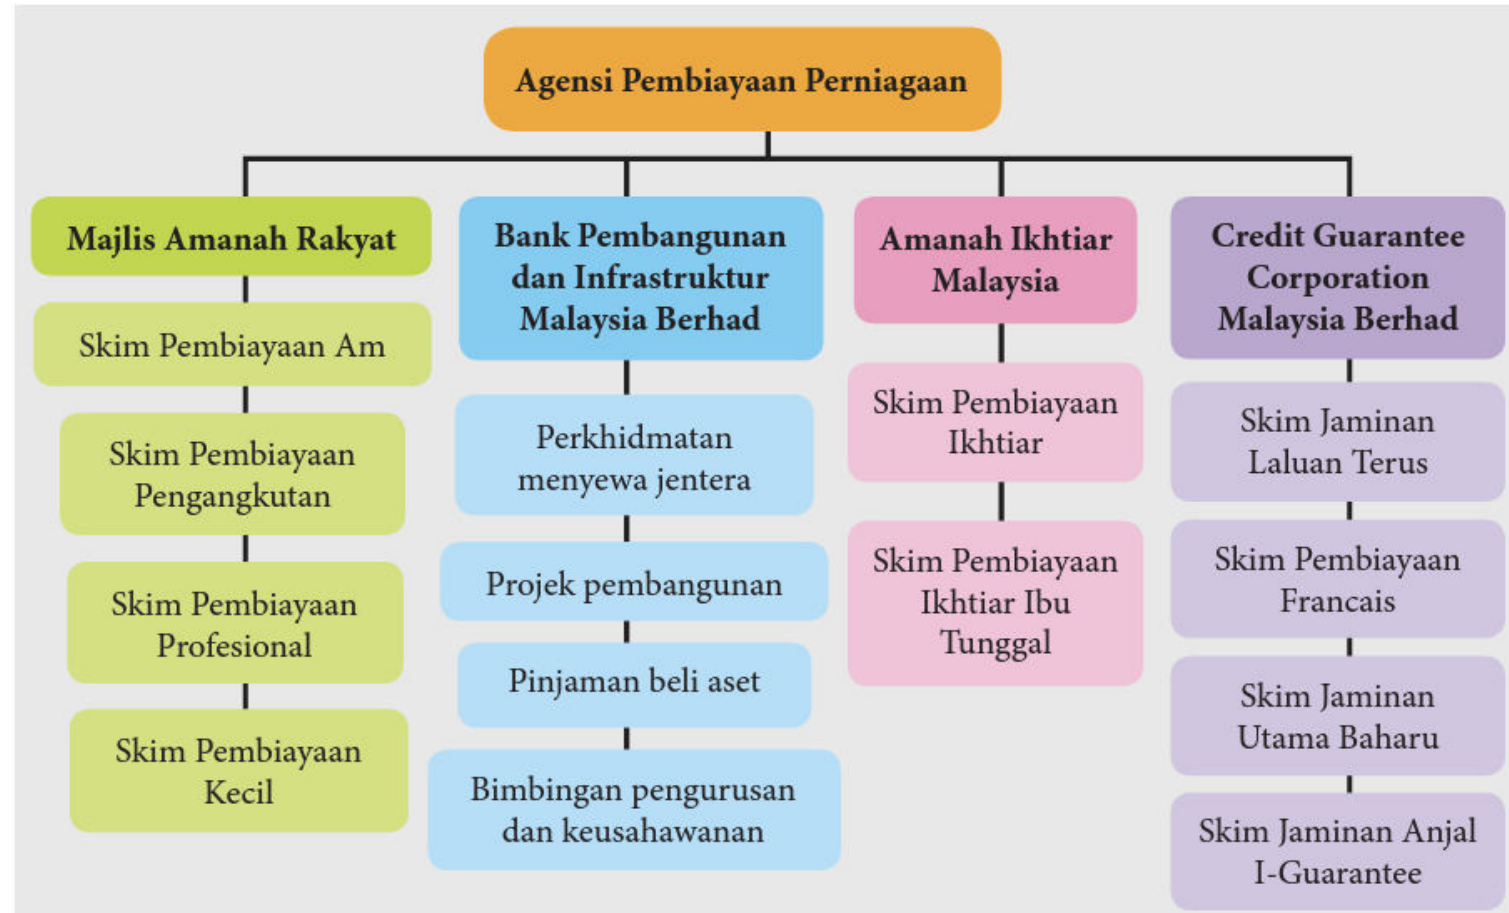 Agensi Pembiayaan Perniagaan
Majlis Amanah Rakyat
Skim Pembiayaan Am
Skim Pembiayaan
Pengangkutan
Skim Pembiayaan
Profesional
Skim Pembiayaan
Kecil
Bank Pembangunan
dan Infrastruktur
Malaysia Berhad
Perkhidmatan
menyewa jentera
Projek pembangunan
Pinjaman beli aset
Bimbingan pengurusan
dan keusahawanan
Amanah Ikhtiar
Malaysia
Skim Pembiayaan
Ikhtiar
Skim Pembiayaan
Ikhtiar Ibu
Tunggal
Credit Guarantee
Corporation
Malaysia Berhad
Skim Jaminan
Laluan Terus
Skim Pembiayaan
Francais
Skim Jaminan
Utama Baharu
Skim Jaminan Anjal
I-Guarantee